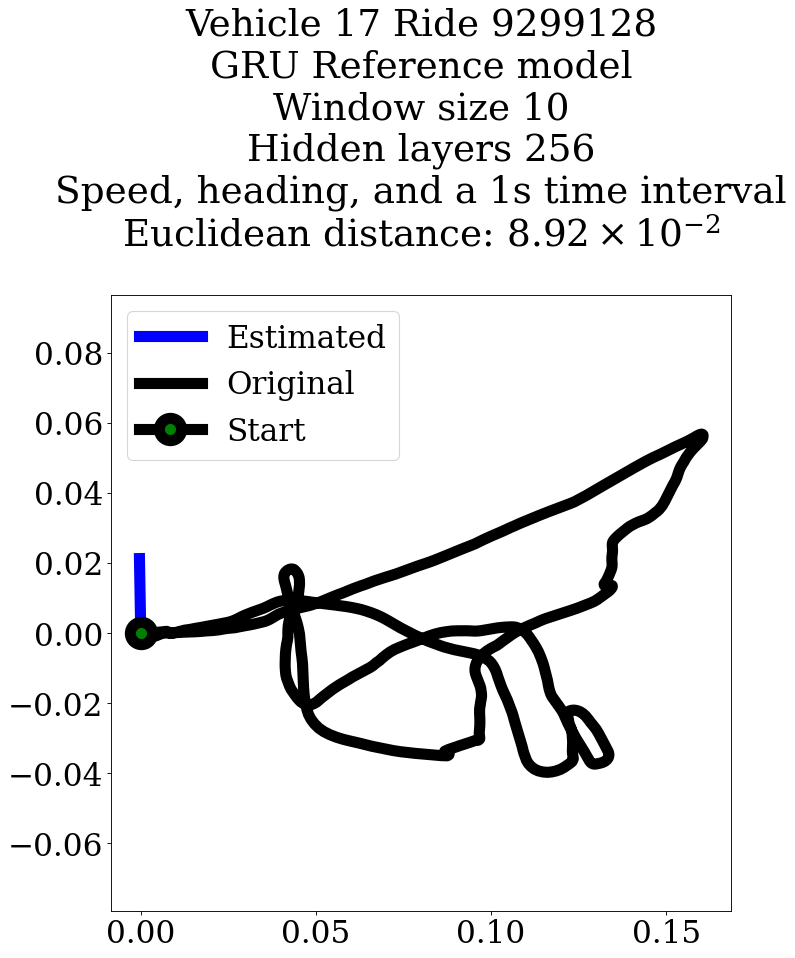 Vehicle 17 Ride 9299128
GRU Reference model
Window size 10
Hidden layers 256
Speed, heading, and a 1s time interval
Euclidean distance: 8.92 × 10⁻²
Estimated
Original
Start
0.08
0.06
0.04
0.02
0.00
−0.02
−0.04
−0.06
0.00 0.05 0.10 0.15